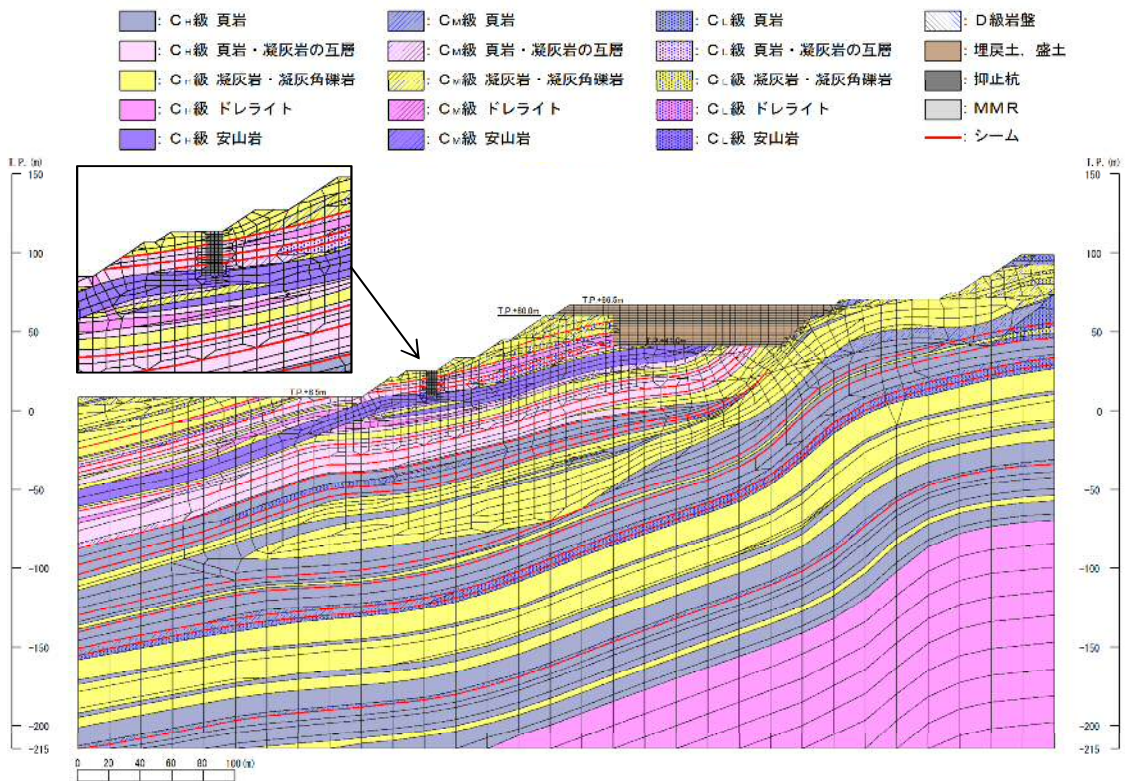 : CH級 頁岩 : CM級 頁岩 : CL級 頁岩 : D級岩盤
: CH級 頁岩・凝灰岩の互層 : CM級 頁岩・凝灰岩の互層 : CL級 頁岩・凝灰岩の互層 : 埋戻土，盛土
: CH級 凝灰岩・凝灰角礫岩 : CM級 凝灰岩・凝灰角礫岩 : CL級 凝灰岩・凝灰角礫岩 : 抑止杭
: CH級 ドレライト : CM級 ドレライト : CL級 ドレライト : MMR
: CH級 安山岩 : CM級 安山岩 : CL級 安山岩 : シーム
T.P.(m) T.P.(m)
150 150
100 100
T.P.+66.5m
T.P.+60.0m
50 50
T.P.+8.5m
0 0
-50 -50
-100 -100
-150 -150
-200 -200
-215 -215
0 20 40 60 80 100(m)